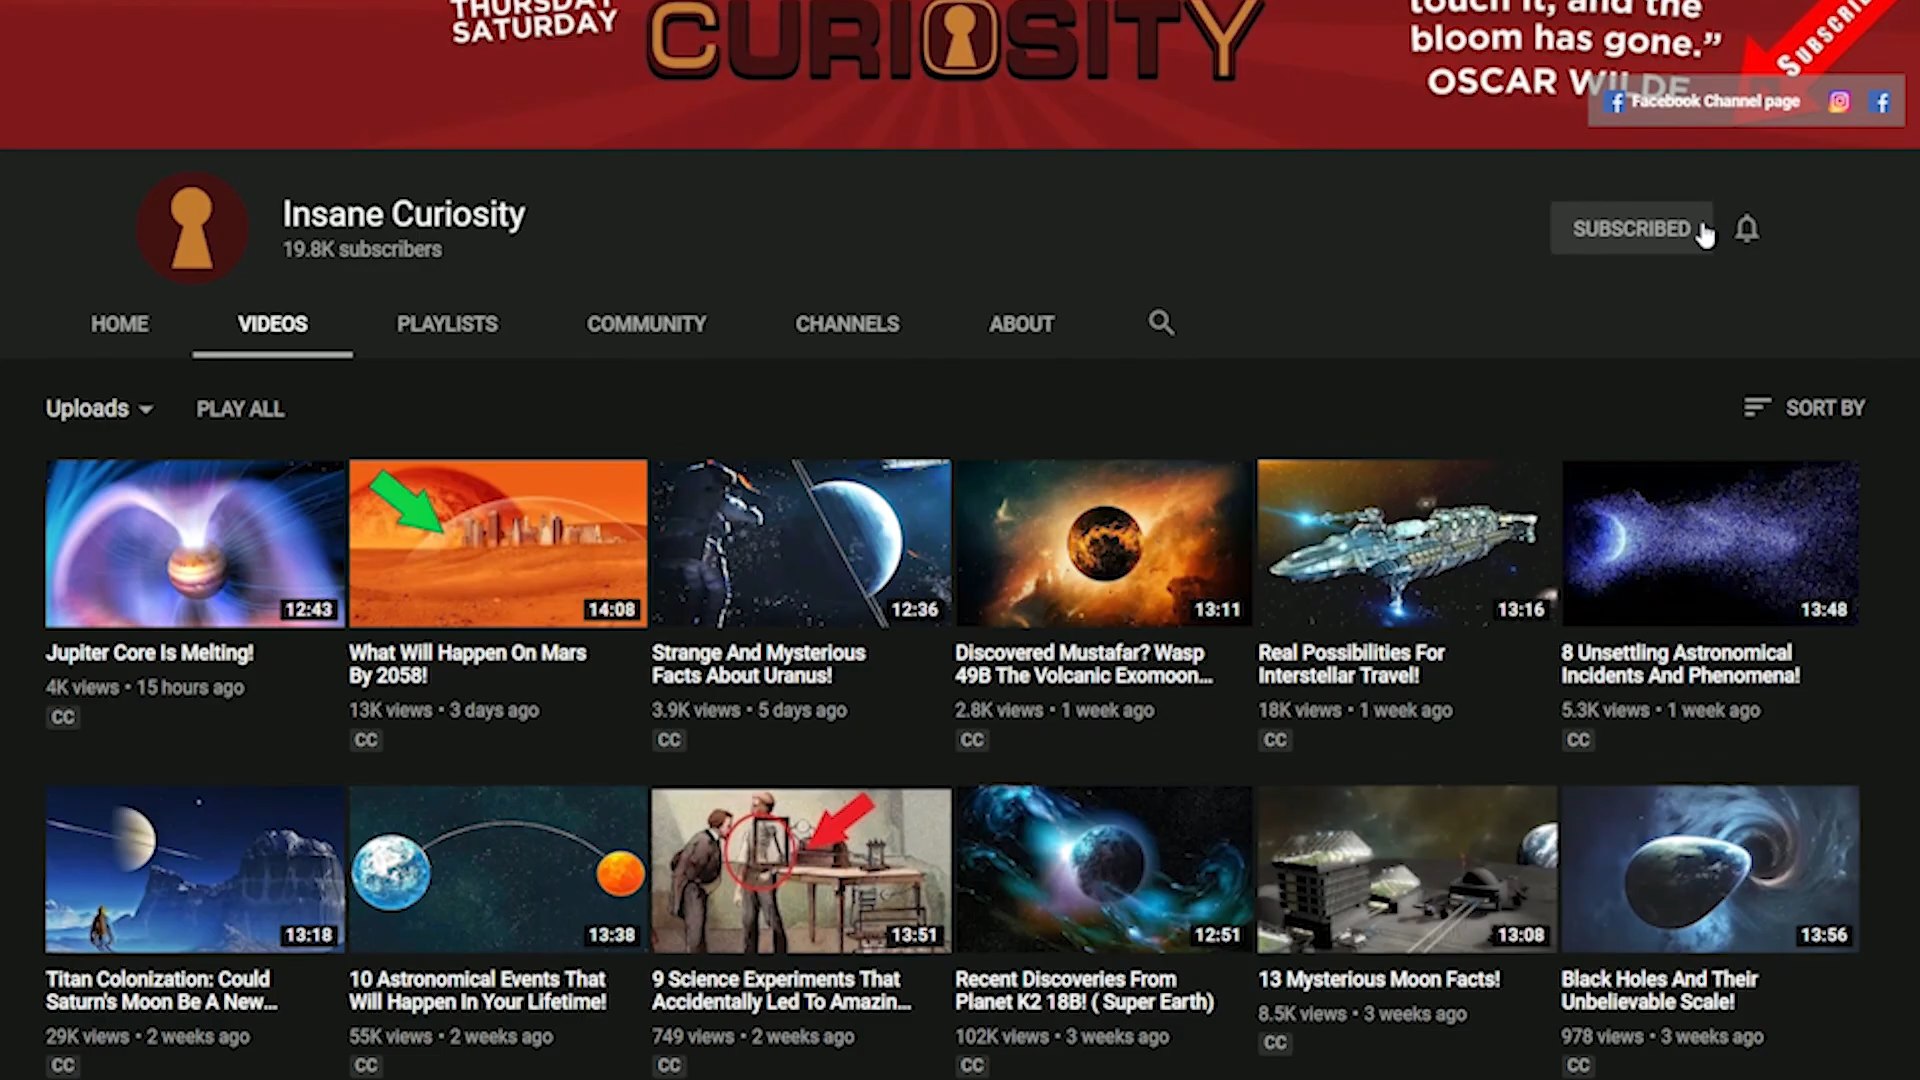 THURSDAY
SATURDAY
CURIOSITY
touch it, and the
bloom has gone.”
OSCAR WILDE
SUBSCRIBE
Facebook Channel page
Insane Curiosity
19.8K subscribers
SUBSCRIBED
HOME VIDEOS PLAYLISTS COMMUNITY CHANNELS ABOUT
Uploads PLAY ALL SORT BY
12:43 14:08 12:36 13:11 13:16 13:48
Jupiter Core Is Melting!
4K views • 15 hours ago
CC
What Will Happen On Mars
By 2058!
13K views • 3 days ago
CC
Strange And Mysterious
Facts About Uranus!
3.9K views • 5 days ago
CC
Discovered Mustafar? Wasp
49B The Volcanic Exomoon...
2.8K views • 1 week ago
CC
Real Possibilities For
Interstellar Travel!
18K views • 1 week ago
CC
8 Unsettling Astronomical
Incidents And Phenomena!
5.3K views • 1 week ago
CC
13:18 13:38 13:51 12:51 13:08 13:56
Titan Colonization: Could
Saturn's Moon Be A New...
29K views • 2 weeks ago
CC
10 Astronomical Events That
Will Happen In Your Lifetime!
55K views • 2 weeks ago
CC
9 Science Experiments That
Accidentally Led To Amazin...
749 views • 2 weeks ago
CC
Recent Discoveries From
Planet K2 18B! ( Super Earth)
102K views • 3 weeks ago
CC
13 Mysterious Moon Facts!
8.5K views • 3 weeks ago
CC
Black Holes And Their
Unbelievable Scale!
978 views • 3 weeks ago
CC